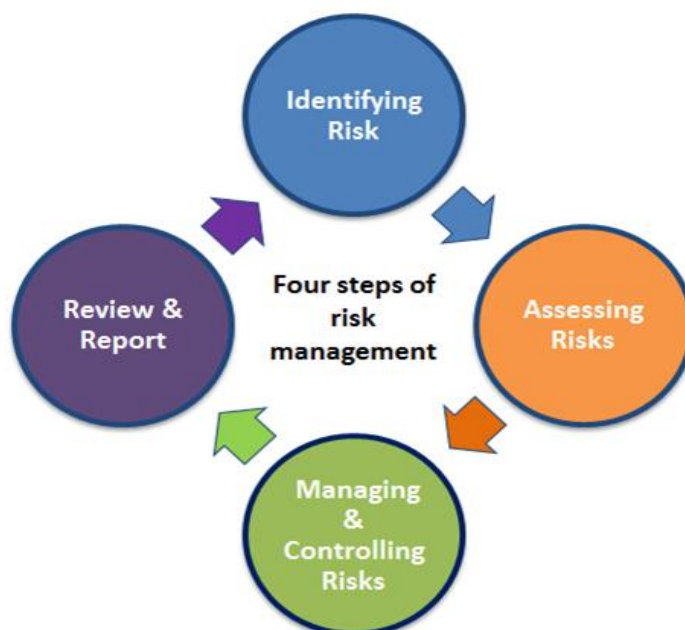 Identifying
Risk
Assessing
Risks
Managing
&
Controlling
Risks
Review &
Report
Four steps of
risk
management